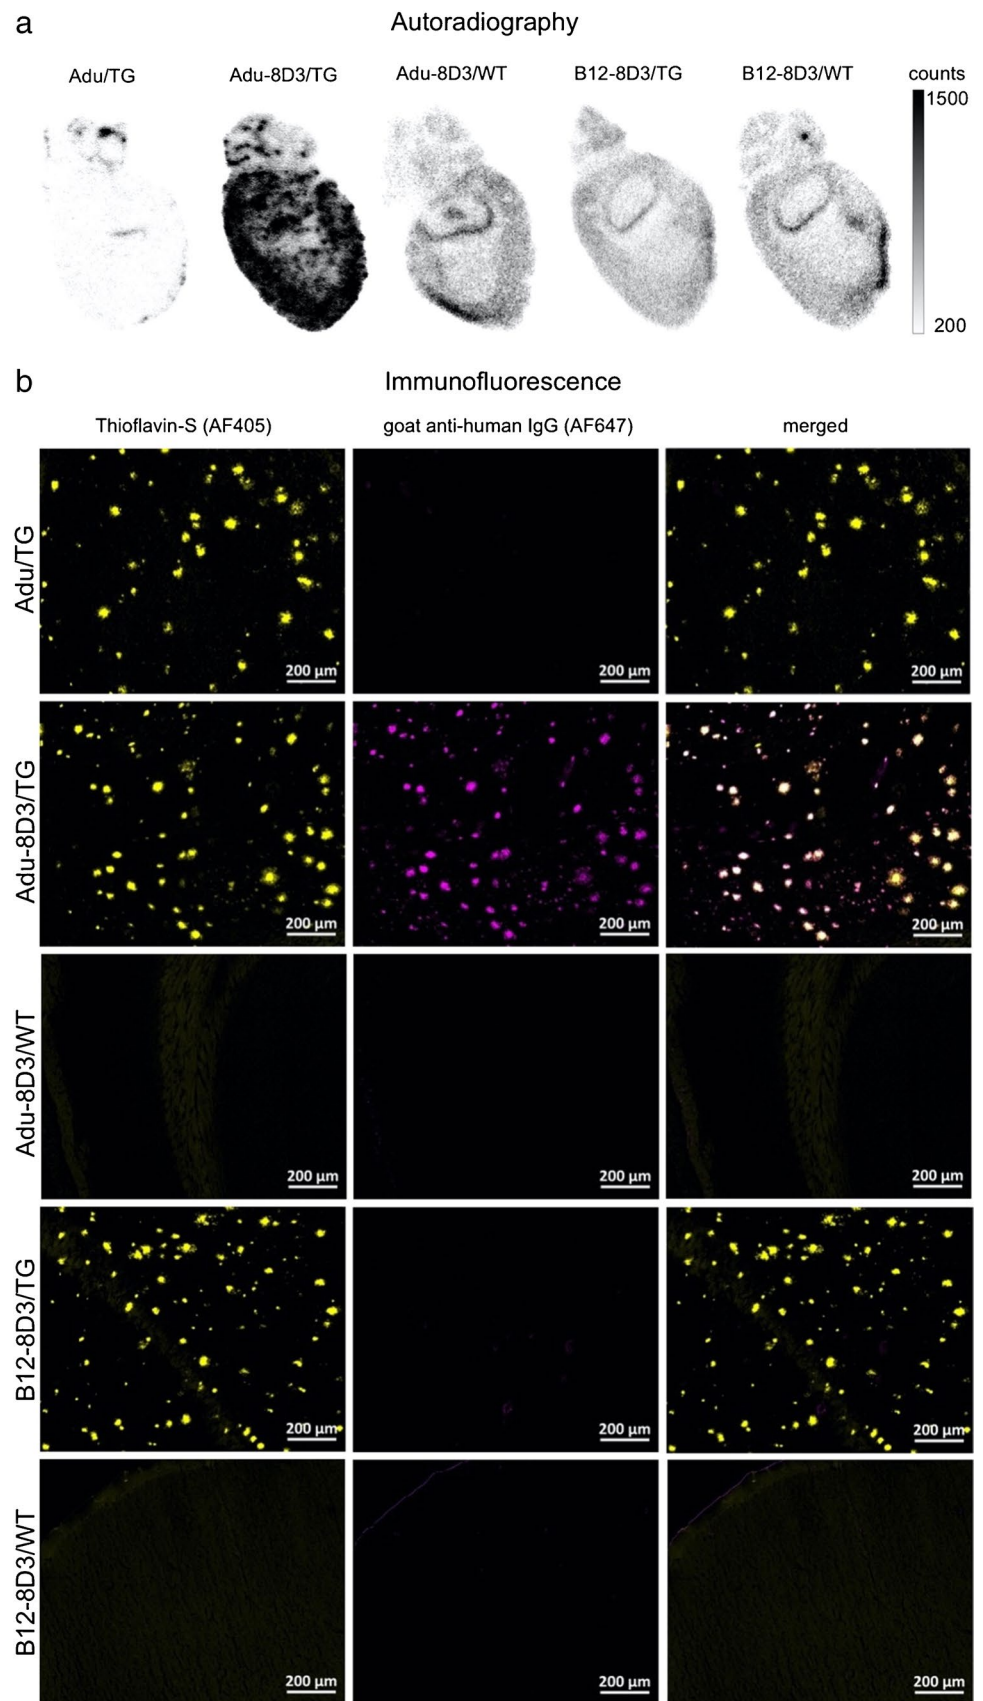 a
Autoradiography
Adu/TG Adu-8D3/TG Adu-8D3/WT B12-8D3/TG B12-8D3/WT counts
1500
200
b
Immunofluorescence
Thioflavin-S (AF405) goat anti-human IgG (AF647) merged
Adu/TG
200 µm 200 µm 200 µm
Adu-8D3/TG
200 µm 200 µm 200 µm
Adu-8D3/WT
200 µm 200 µm 200 µm
B12-8D3/TG
200 µm 200 µm 200 µm
B12-8D3/WT
200 µm 200 µm 200 µm